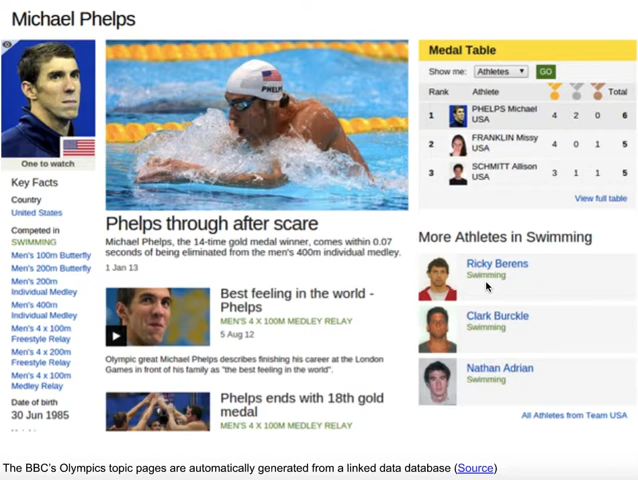 Michael Phelps
One to watch
Key Facts
Country
United States
Competed in
SWIMMING
Men's 100m Butterfly
Men's 200m Butterfly
Men's 200m
Individual Medley
Men's 400m
Individual Medley
Men's 4 x 100m
Freestyle Relay
Men's 4 x 200m
Freestyle Relay
Men's 4 x 100m
Medley Relay
Date of birth
30 Jun 1985
PHELPS
Phelps through after scare
Michael Phelps, the 14-time gold medal winner, comes within 0.07
seconds of being eliminated from the men's 400m individual medley.
1 Jan 13
Best feeling in the world -
Phelps
MEN'S 4 X 100M MEDLEY RELAY
5 Aug 12
Olympic great Michael Phelps describes finishing his career at the London
Games in front of his family as "the best feeling in the world".
Phelps ends with 18th gold
medal
MEN'S 4 X 100M MEDLEY RELAY
Medal Table
Show me: Athletes GO
Rank Athlete Total
1 PHELPS Michael USA 4 2 0 6
2 FRANKLIN Missy USA 4 0 1 5
3 SCHMITT Allison USA 3 1 1 5
View full table
More Athletes in Swimming
Ricky Berens
Swimming
Clark Burckle
Swimming
Nathan Adrian
Swimming
All Athletes from Team USA
The BBC's Olympics topic pages are automatically generated from a linked data database (Source)